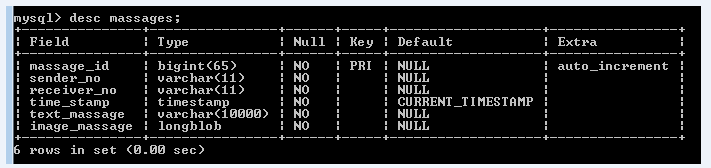 mysql> desc massages;
+---------------+----------------+------+-----+-------------------+----------------+
| Field | Type | Null | Key | Default | Extra |
+---------------+----------------+------+-----+-------------------+----------------+
| massage_id | bigint(65) | NO | PRI | NULL | auto_increment |
| sender_no | varchar(11) | NO | | NULL | |
| receiver_no | varchar(11) | NO | | NULL | |
| time_stamp | timestamp | NO | | CURRENT_TIMESTAMP | |
| text_massage | varchar(10000) | NO | | NULL | |
| image_massage | longblob | NO | | NULL | |
+---------------+----------------+------+-----+-------------------+----------------+
6 rows in set (0.00 sec)